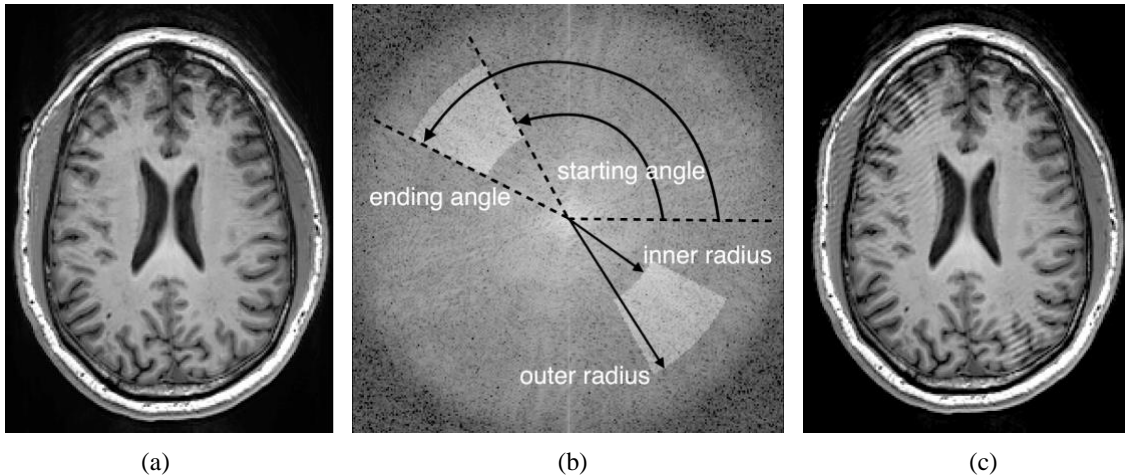 starting angle
ending angle
inner radius
outer radius
(a)
(b)
(c)